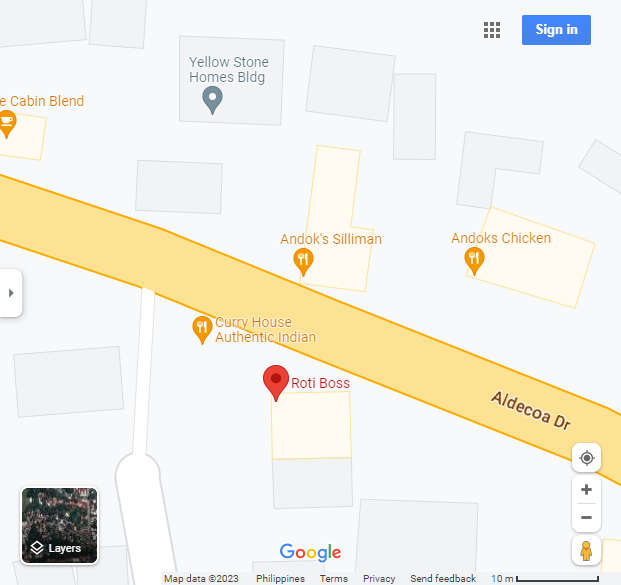 Sign in
Yellow Stone
Homes Bldg
e Cabin Blend
Andok's Silliman
Andoks Chicken
Curry House
Authentic Indian
Roti Boss
Aldecoa Dr
Layers
Google
Map data ©2023 Philippines Terms Privacy Send feedback 10 m